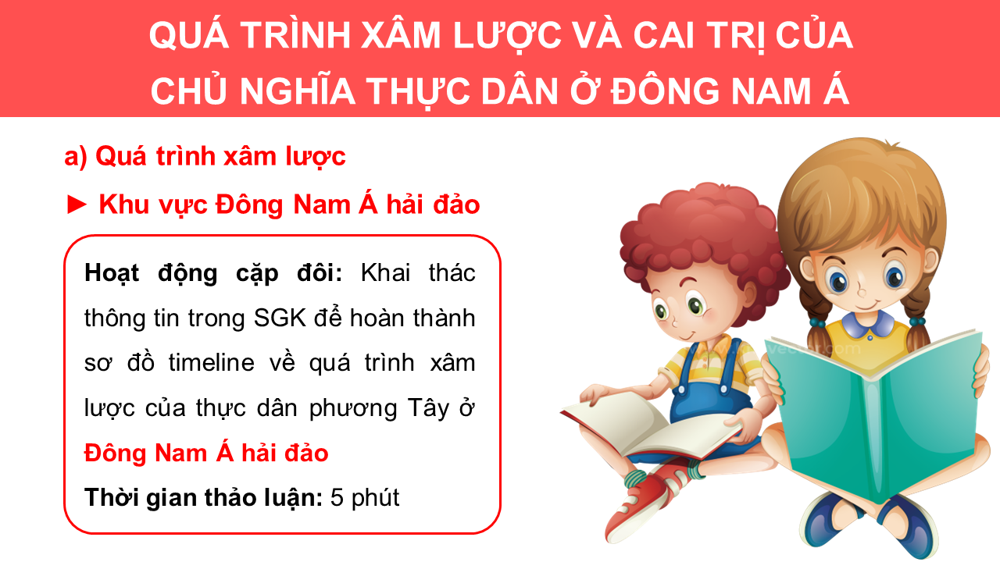 QUÁ TRÌNH XÂM LƯỢC VÀ CAI TRỊ CỦA
CHỦ NGHĨA THỰC DÂN Ở ĐÔNG NAM Á
a) Quá trình xâm lược
► Khu vực Đông Nam Á hải đảo
Hoạt động cặp đôi: Khai thác
thông tin trong SGK để hoàn thành
sơ đồ timeline về quá trình xâm
lược của thực dân phương Tây ở
Đông Nam Á hải đảo
Thời gian thảo luận: 5 phút